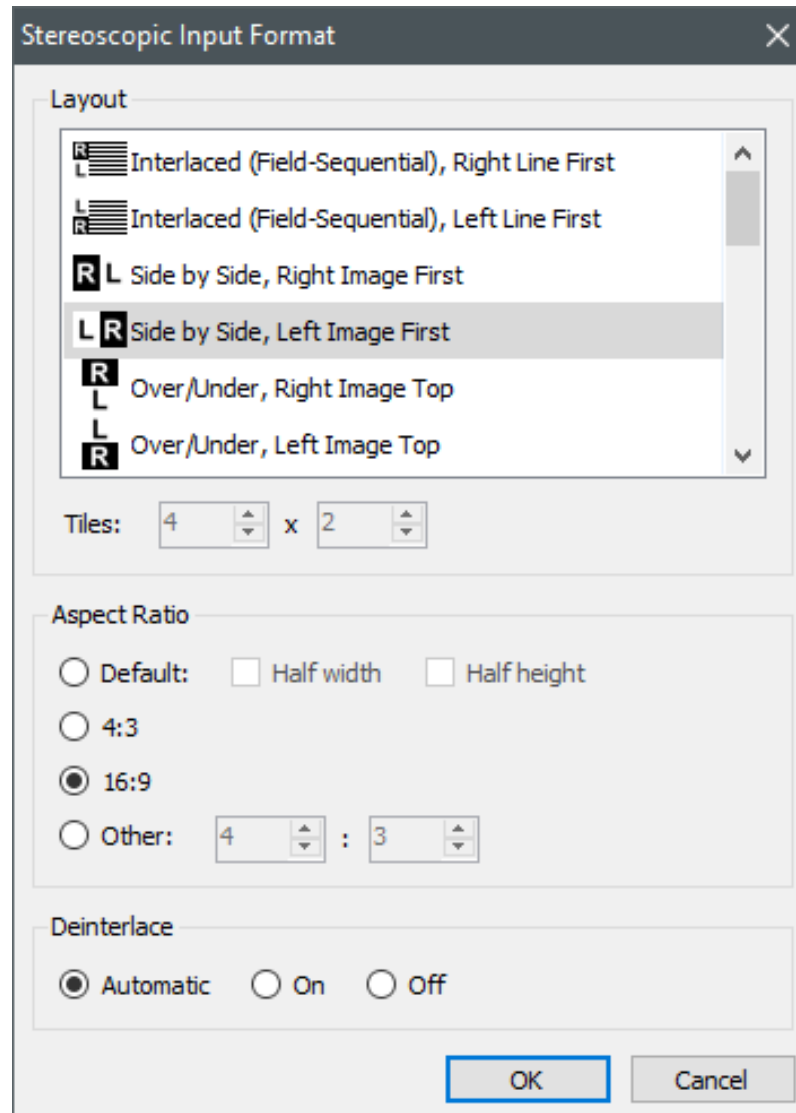 Stereoscopic Input Format
Layout
R L Interlaced (Field-Sequential), Right Line First
L R Interlaced (Field-Sequential), Left Line First
R L Side by Side, Right Image First
L R Side by Side, Left Image First
R L Over/Under, Right Image Top
L R Over/Under, Left Image Top
Tiles: 4 x 2
Aspect Ratio
Default: Half width Half height
4:3
16:9
Other: 4 : 3
Deinterlace
Automatic On Off
OK Cancel